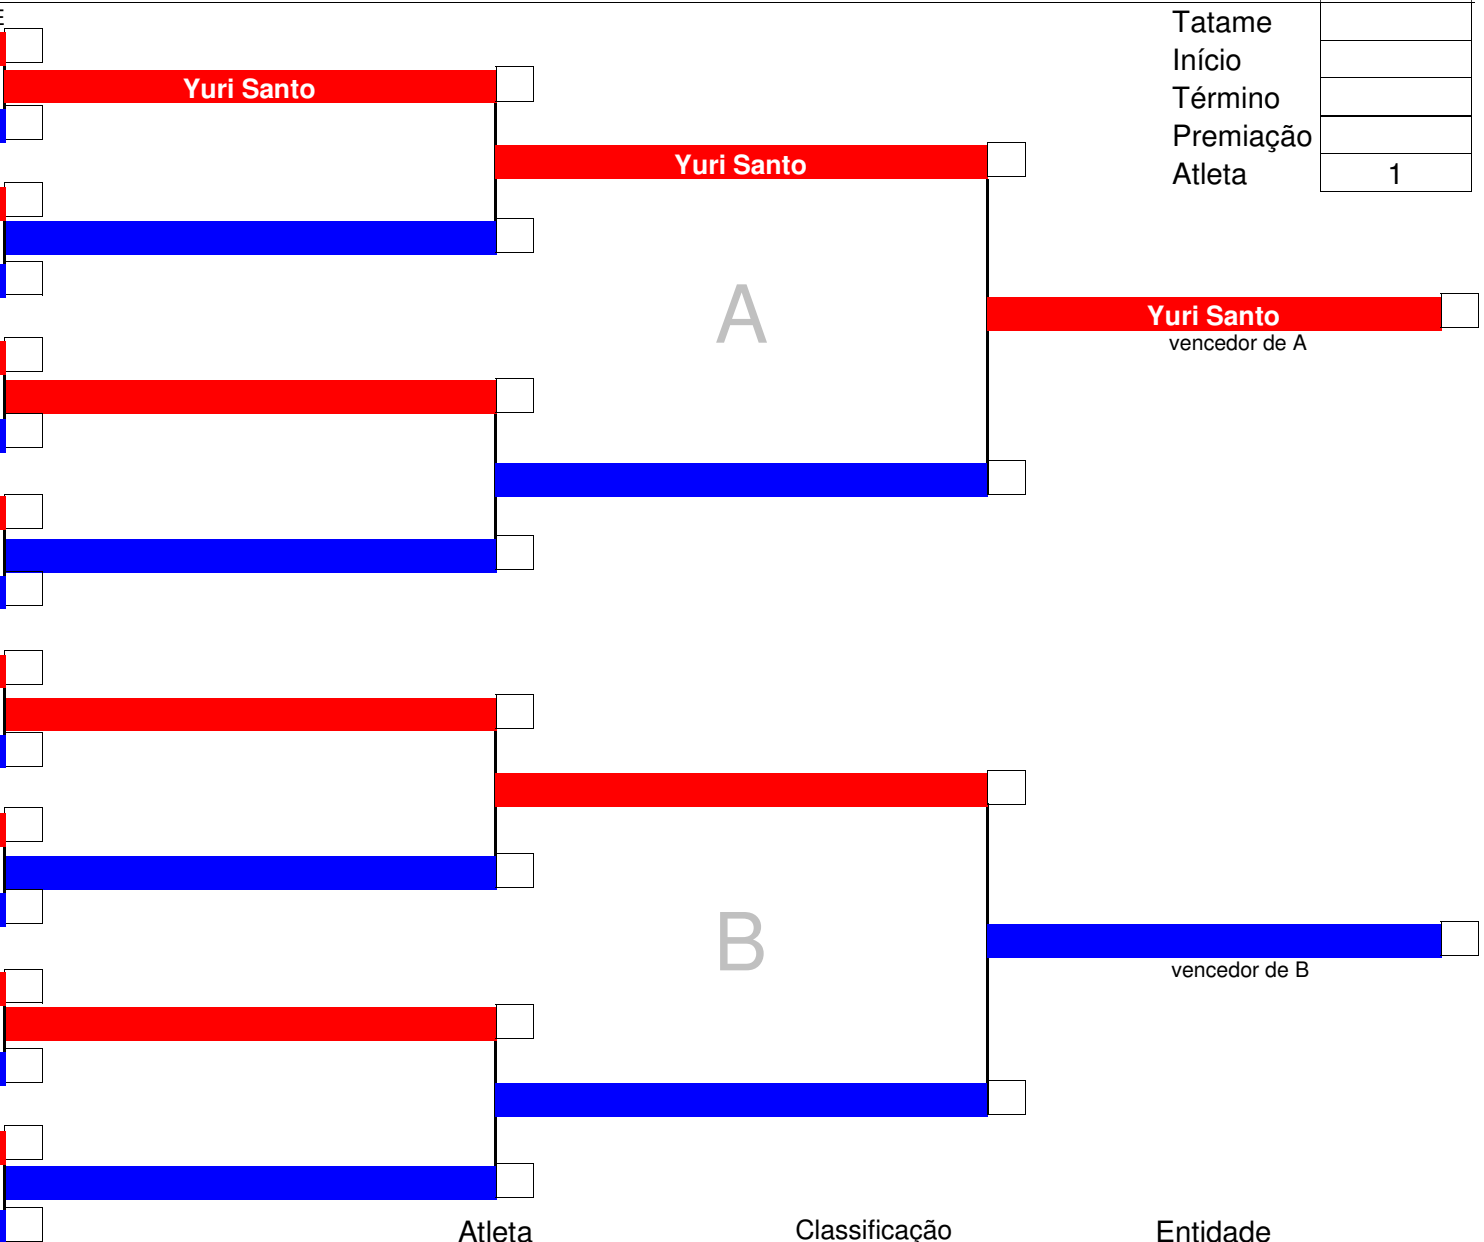 E
Tatame
Início
Término
Premiação
Atleta 1
Yuri Santo
Yuri Santo
A
Yuri Santo
vencedor de A
B
vencedor de B
Atleta Classificação Entidade